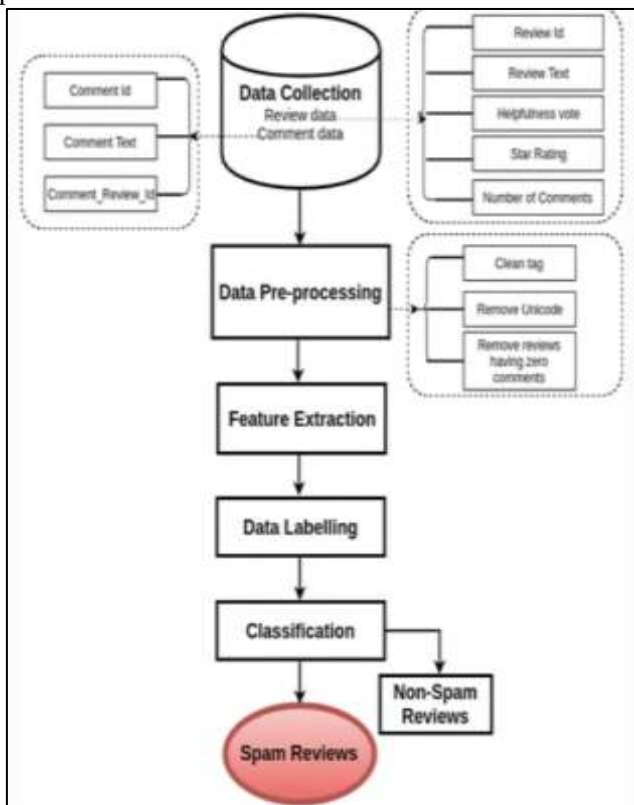 Data Collection
Review data
Comment data
Comment Id
Comment Text
Comment_Review_Id
Review Id
Review Text
Helpfulness vote
Star Rating
Number of Comments
Data Pre-processing
Clean tag
Remove Unicode
Remove reviews
having zero
comments
Feature Extraction
Data Labelling
Classification
Non-Spam
Reviews
Spam Reviews